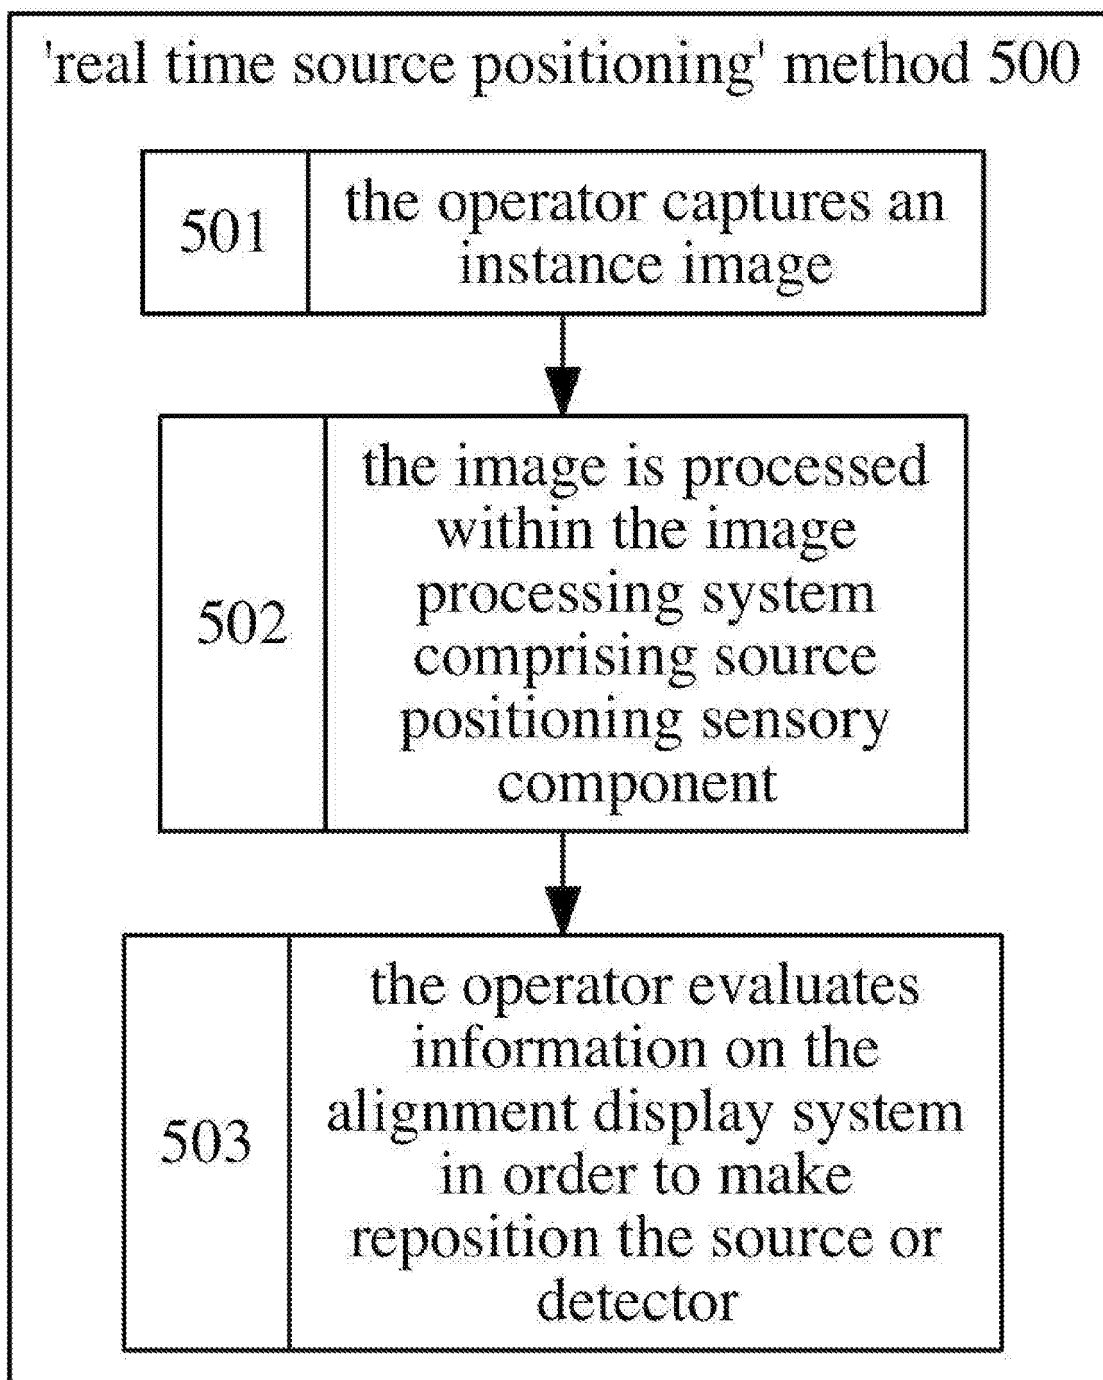 'real time source positioning' method 500
501
the operator captures an
instance image
502
the image is processed
within the image
processing system
comprising source
positioning sensory
component
503
the operator evaluates
information on the
alignment display system
in order to make
reposition the source or
detector